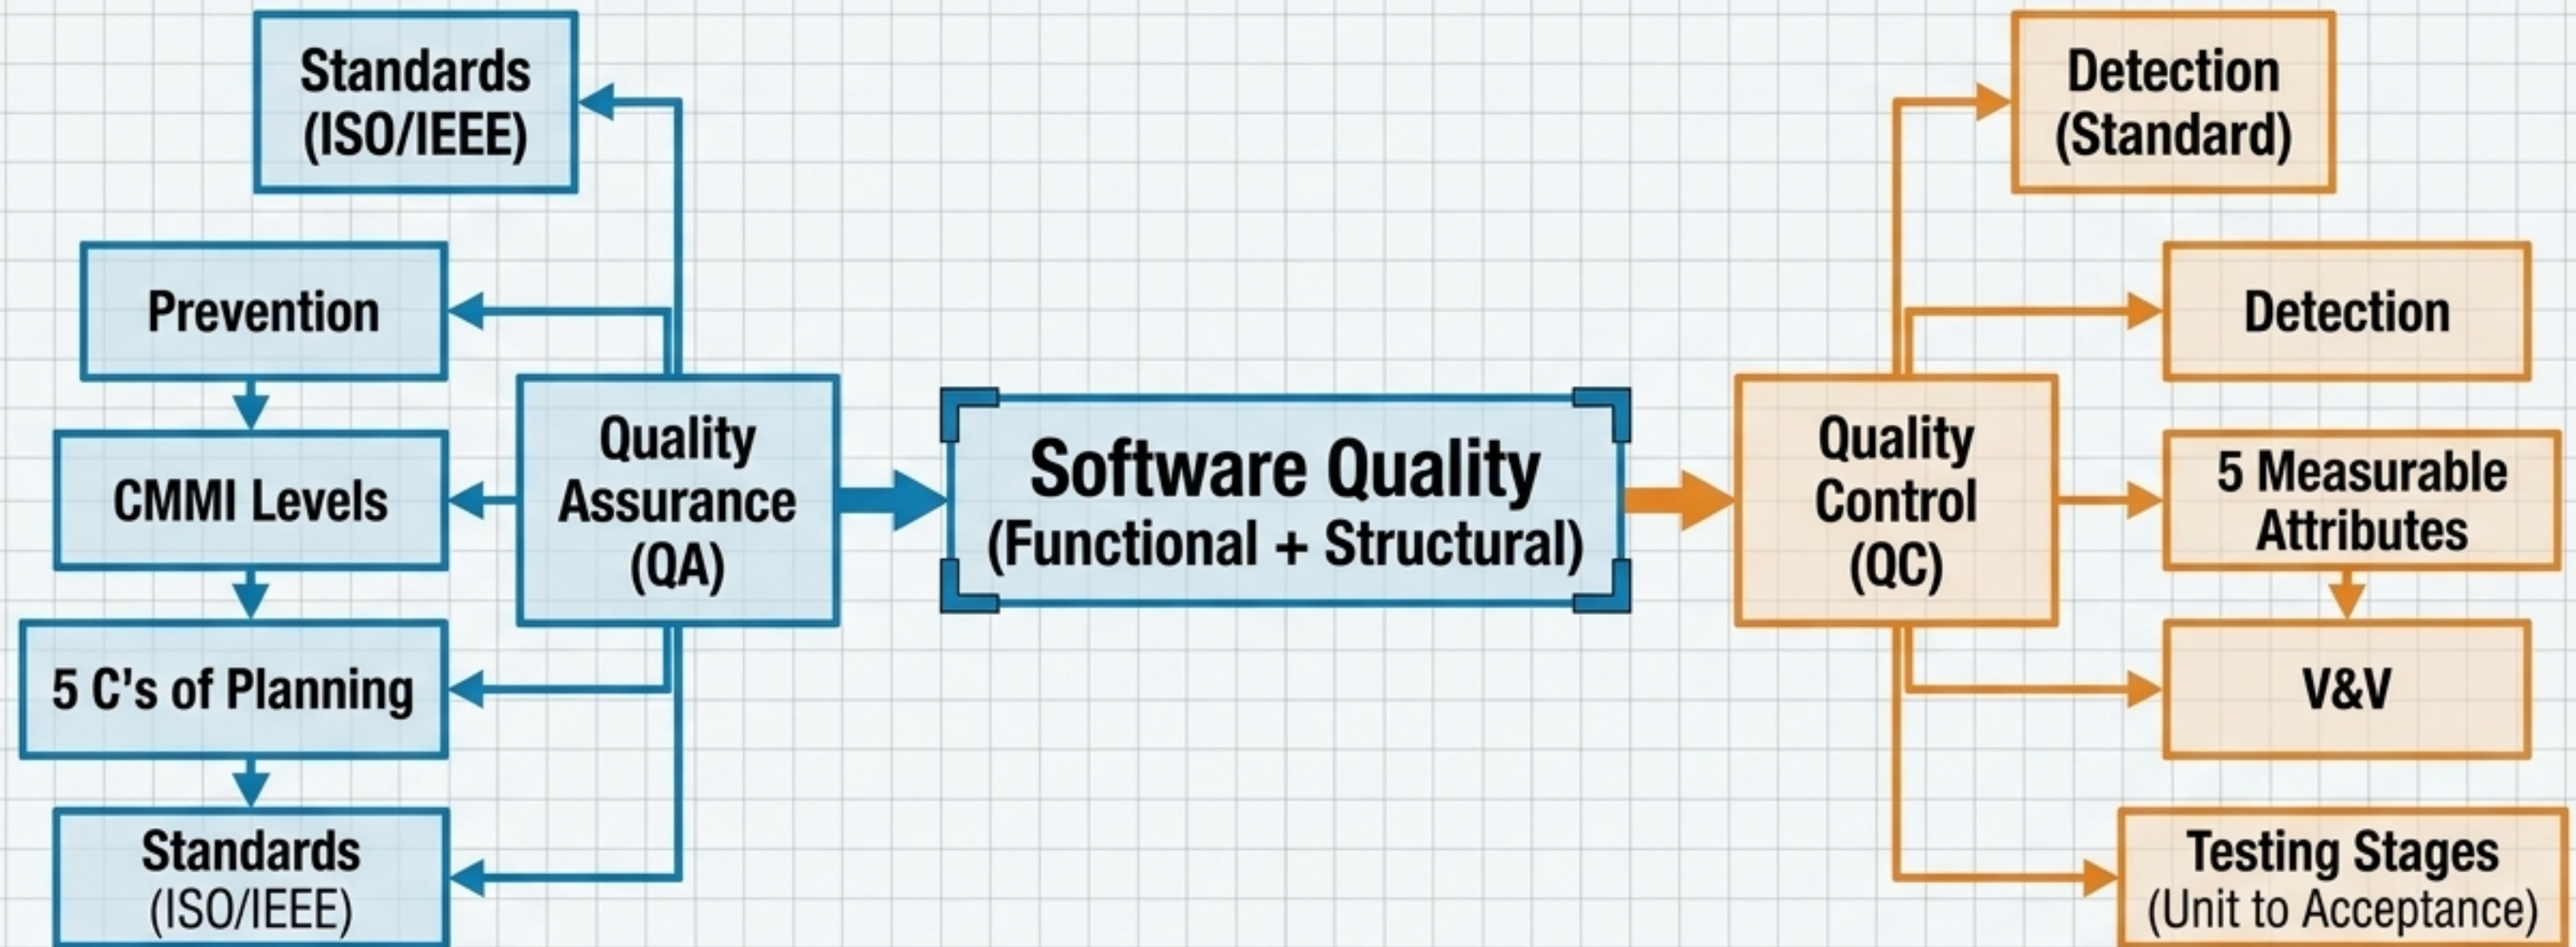 Standards
(ISO/IEEE)
Prevention
CMMI Levels
5 C's of Planning
Standards
(ISO/IEEE)
Quality
Assurance
(QA)
Software Quality
(Functional + Structural)
Quality
Control
(QC)
Detection
(Standard)
Detection
5 Measurable
Attributes
V&V
Testing Stages
(Unit to Acceptance)